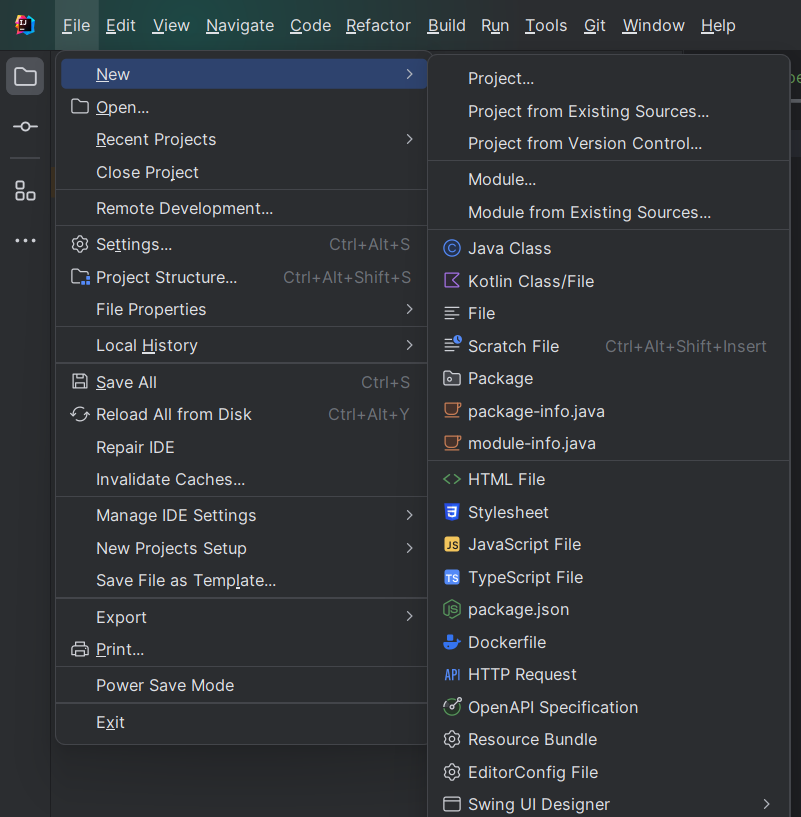 File Edit View Navigate Code Refactor Build Run Tools Git Window Help
New
Open...
Recent Projects
Close Project
Remote Development...
Settings... Ctrl+Alt+S
Project Structure... Ctrl+Alt+Shift+S
File Properties
Local History
Save All Ctrl+S
Reload All from Disk Ctrl+Alt+Y
Repair IDE
Invalidate Caches...
Manage IDE Settings
New Projects Setup
Save File as Template...
Export
Print...
Power Save Mode
Exit
Project...
Project from Existing Sources...
Project from Version Control...
Module...
Module from Existing Sources...
Java Class
Kotlin Class/File
File
Scratch File Ctrl+Alt+Shift+Insert
Package
package-info.java
module-info.java
HTML File
Stylesheet
JS JavaScript File
TS TypeScript File
package.json
Dockerfile
API HTTP Request
OpenAPI Specification
Resource Bundle
EditorConfig File
Swing UI Designer